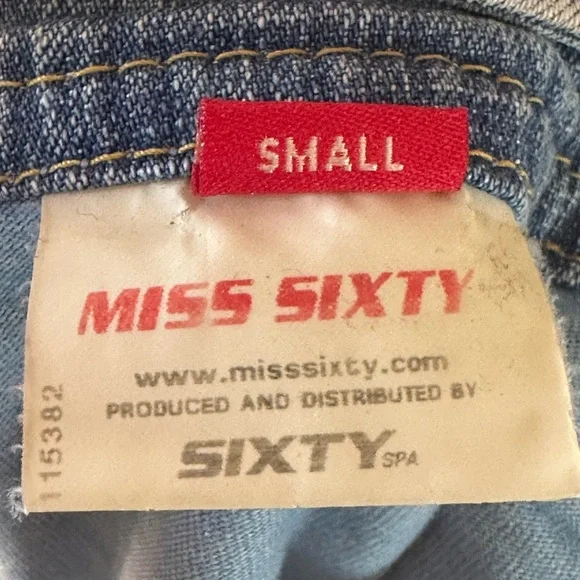 SMALL
MISS SIXTY
www.misssixty.com
PRODUCED AND DISTRIBUTED BY
SIXTY SPA
115382